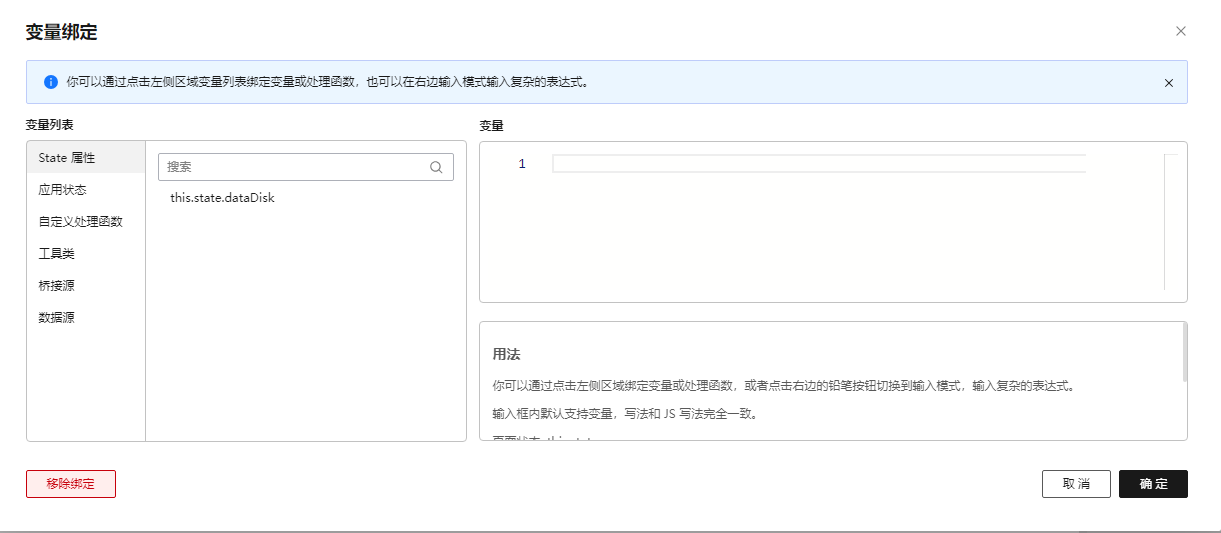 变量绑定
你可以通过点击左侧区域变量列表绑定变量或处理函数，也可以在右边输入模式输入复杂的表达式。
变量列表
State 属性
应用状态
自定义处理函数
工具类
桥接源
数据源
搜索
this.state.dataDisk
变量
1
用法
你可以通过点击左侧区域绑定变量或处理函数，或者点击右边的铅笔按钮切换到输入模式，输入复杂的表达式。
输入框内默认支持变量，写法和 JS 写法完全一致。
移除绑定
取消
确定